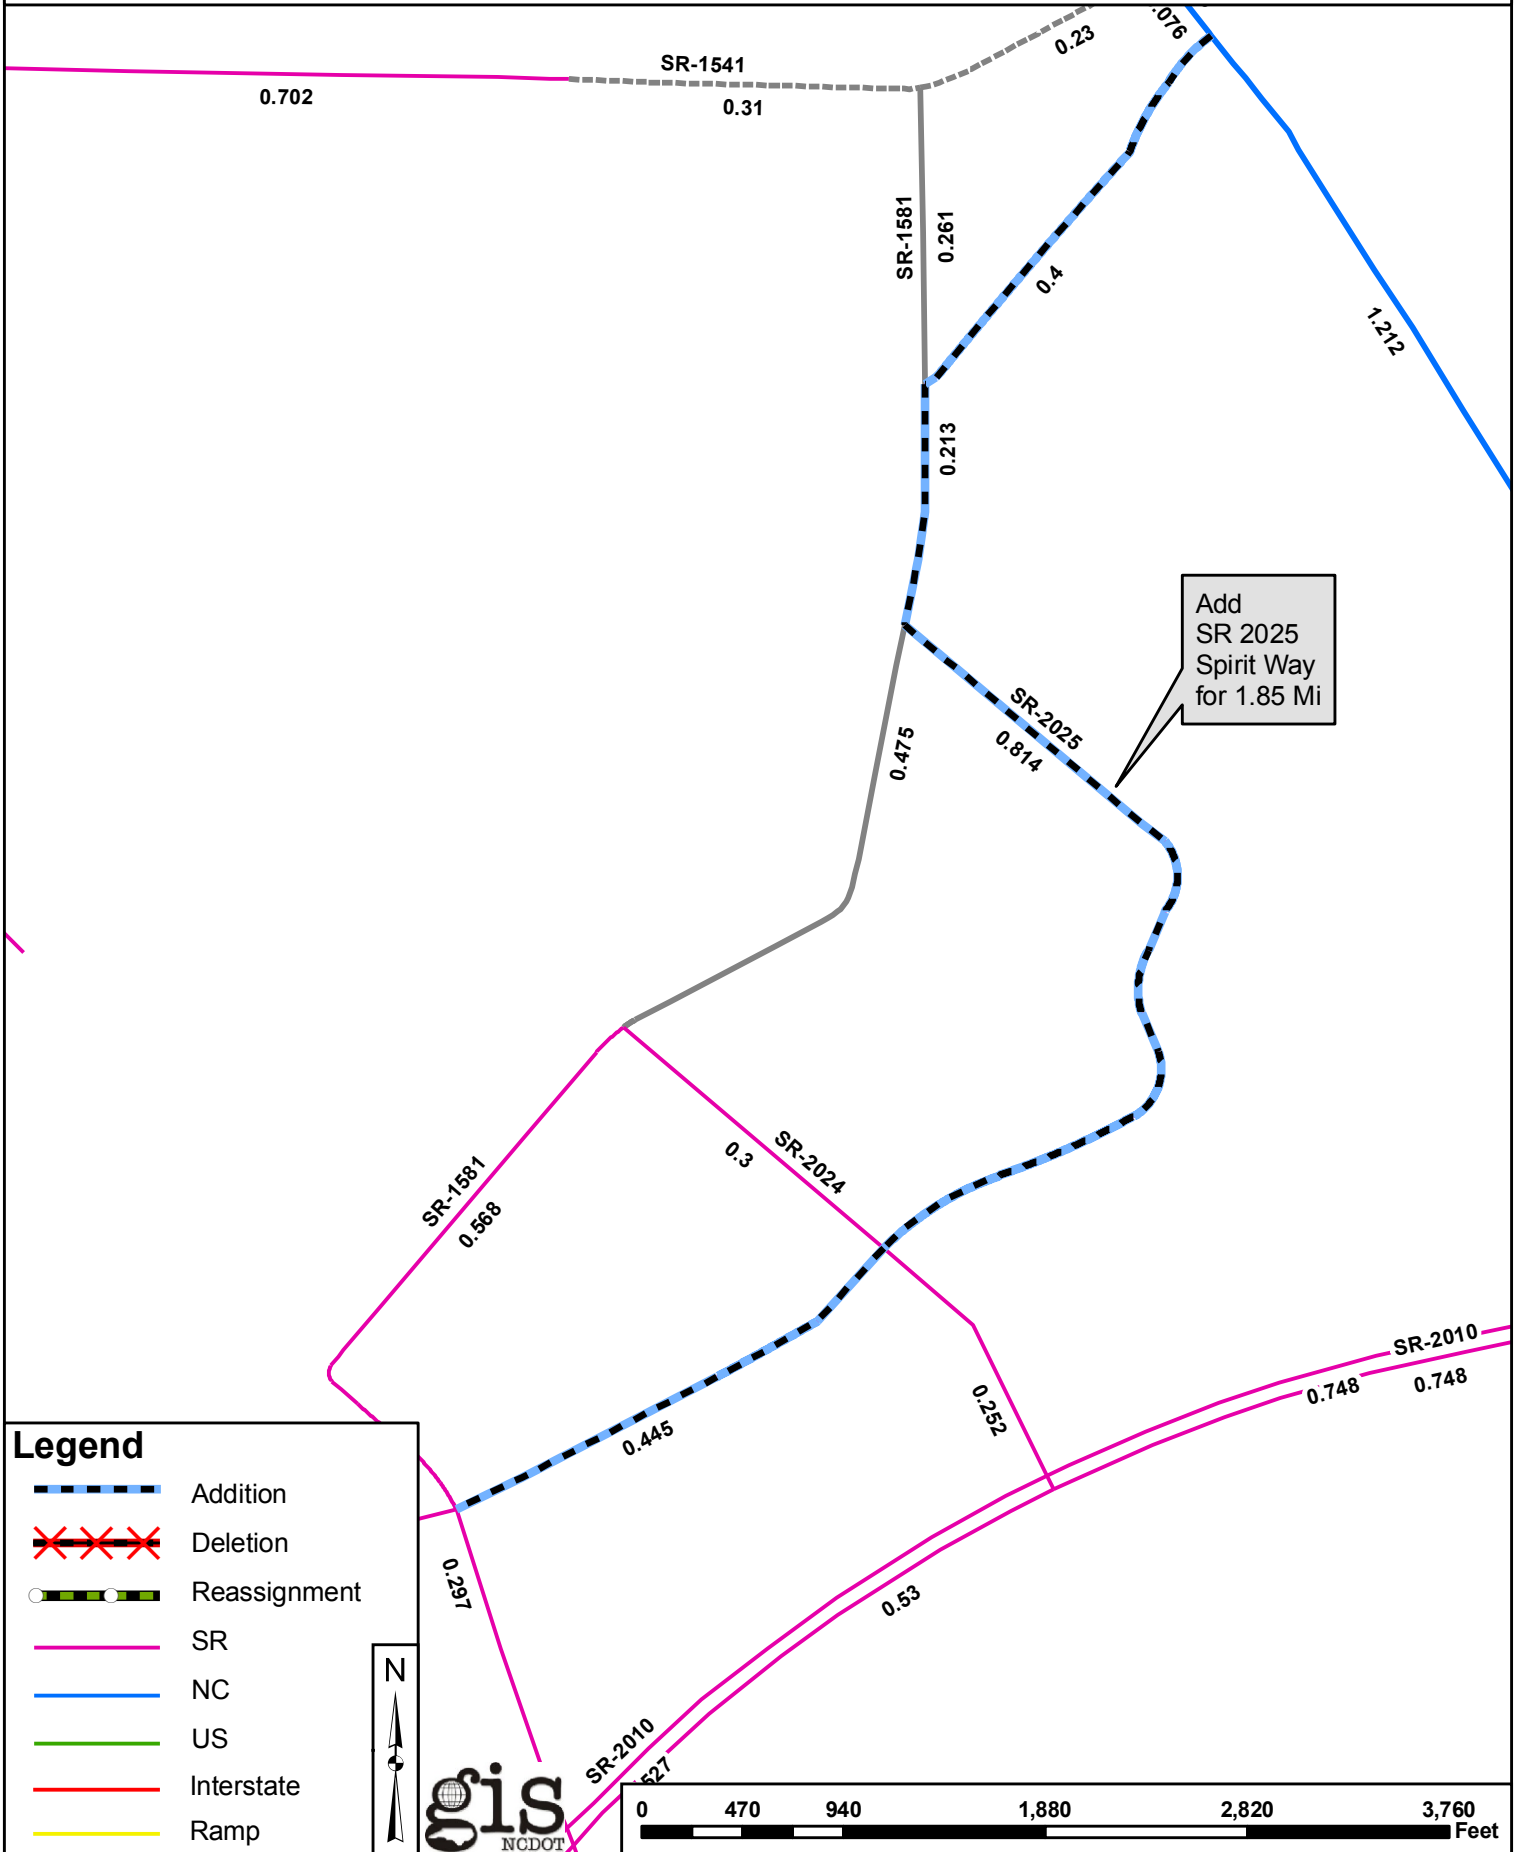 .076
0.23
SR-1541
0.702
0.31
SR-1581
0.261
0.4
1.212
0.213
Add
SR 2025
Spirit Way
for 1.85 Mi
SR-2025
0.814
0.475
SR-2024
0.3
SR-1581
0.568
SR-2010
0.748
0.748
0.252
0.445
Legend
Addition
Deletion
Reassignment
SR
NC
US
Interstate
Ramp
N
0.297
0.53
SR-2010
527
gis
NCDOT
0 470 940 1,880 2,820 3,760
Feet